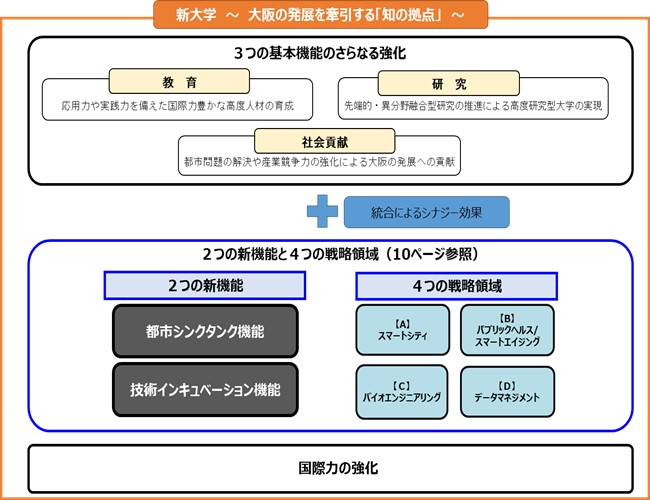 新大学 ～ 大阪の発展を牽引する「知の拠点」 ～
３つの基本機能のさらなる強化
教 育
応用力や実践力を備えた国際力豊かな高度人材の育成
研 究
先端的・異分野融合型研究の推進による高度研究型大学の実現
社会貢献
都市問題の解決や産業競争力の強化による大阪の発展への貢献
統合によるシナジー効果
２つの新機能と４つの戦略領域（10ページ参照）
２つの新機能
都市シンクタンク機能
技術インキュベーション機能
４つの戦略領域
【A】
スマートシティ
【B】
パブリックヘルス/
スマートエイジング
【C】
バイオエンジニアリング
【D】
データマネジメント
国際力の強化